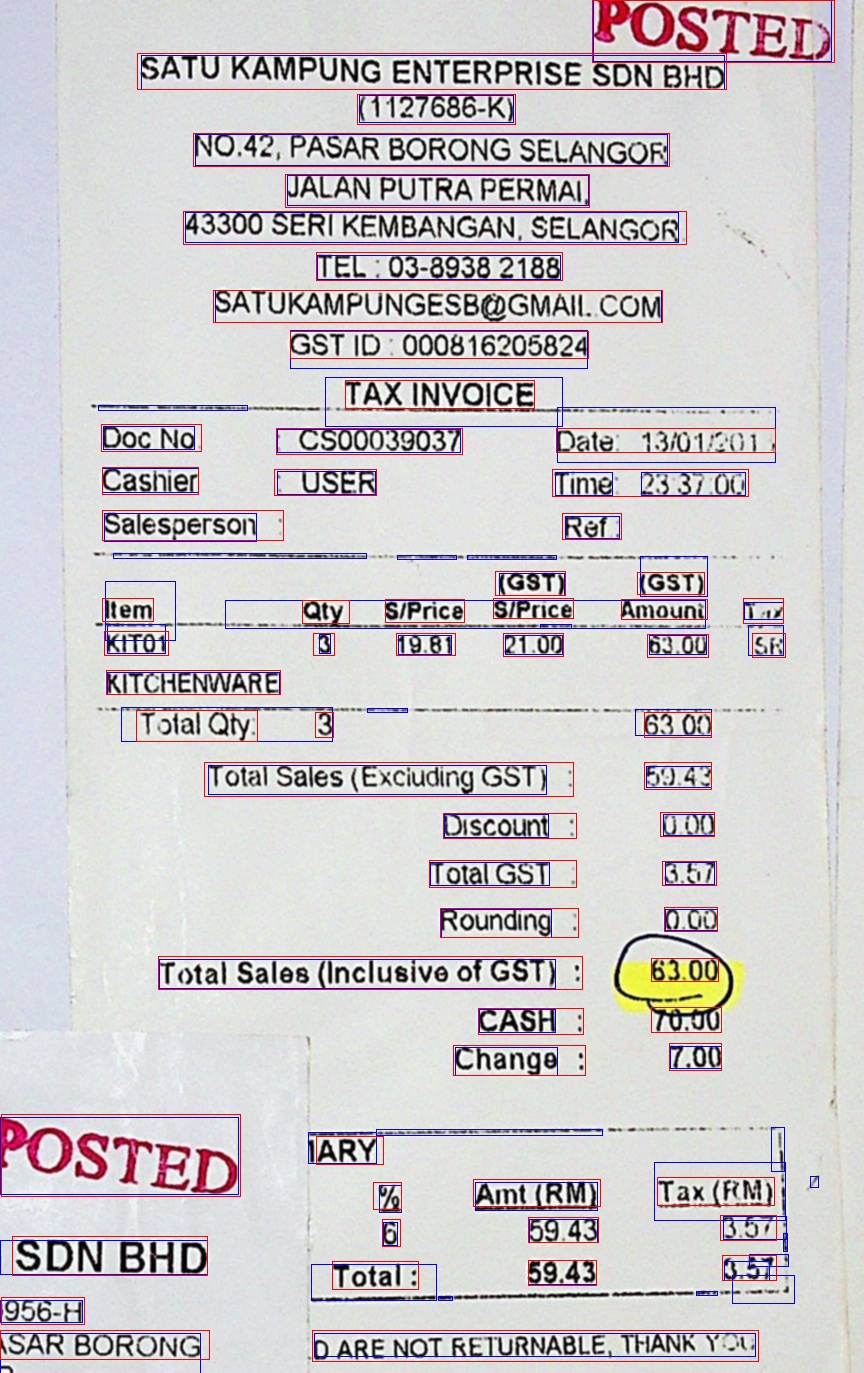 POSTED
SATU KAMPUNG ENTERPRISE SDN BHD
(1127686-K)
NO.42, PASAR BORONG SELANGOR
JALAN PUTRA PERMAI,
43300 SERI KEMBANGAN, SELANGOR
TEL : 03-8938 2188
SATUKAMPUNGESB@GMAIL.COM
GST ID : 000816205824
TAX INVOICE
Doc No : CS00039037 Date: 13/01/201
Cashier : USER Time: 23:37:00
Salesperson : Ref :
(GST) (GST)
Item Qty S/Price S/Price Amount Tax
KIT01 3 19.81 21.00 63.00 SR
KITCHENWARE
Total Qty: 3 63.00
Total Sales (Excluding GST) : 59.43
Discount : 0.00
Total GST : 3.57
Rounding : 0.00
Total Sales (Inclusive of GST) : 63.00
CASH : 70.00
Change : 7.00
POSTED
MARY
% Amt (RM) Tax (RM)
6 59.43 3.57
SDN BHD
Total : 59.43 3.57
956-H
ASAR BORONG
D ARE NOT RETURNABLE, THANK YOU